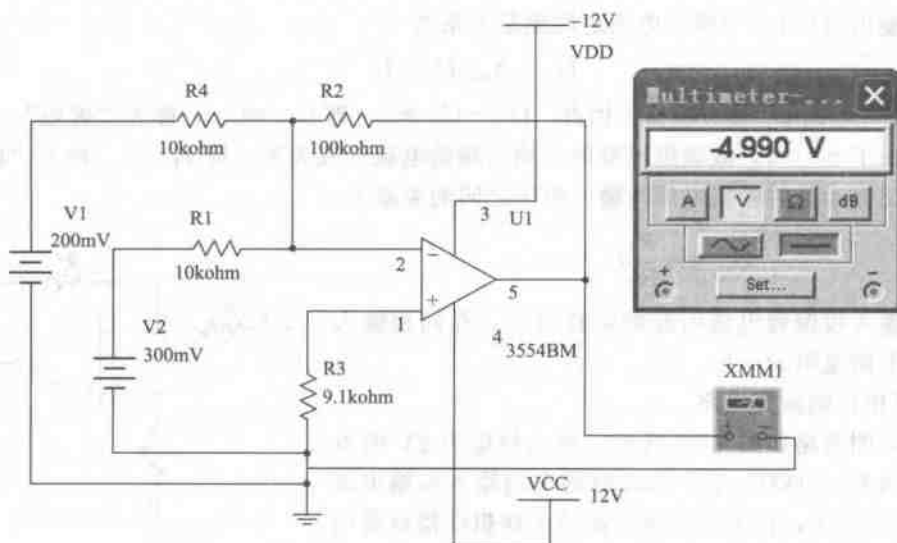 −12V
VDD
R4
10kohm
R2
100kohm
Multimeter-...
-4.990 V
A
V
Ω
dB
Set...
+
−
V1
200mV
R1
10kohm
3
U1
2
−
+
1
5
4
3554BM
V2
300mV
R3
9.1kohm
XMM1
+
−
VCC
12V